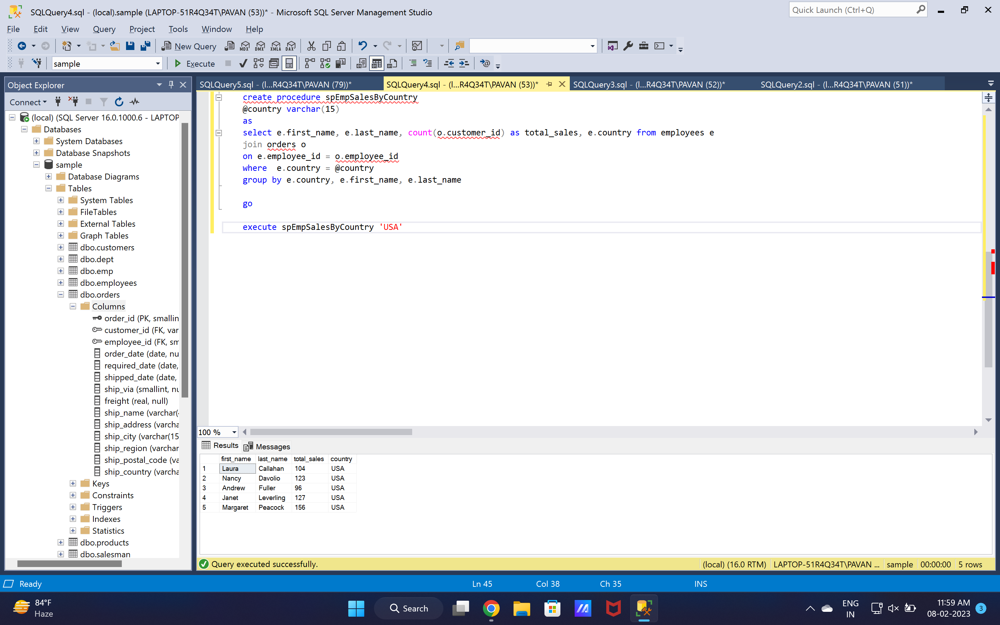 SQLQuery4.sql - (local).sample (LAPTOP-51R4Q34T\PAVAN (53))* - Microsoft SQL Server Management Studio
Quick Launch (Ctrl+Q)
File Edit View Query Project Tools Window Help
New Query MDX DMX XMLA DAX
sample Execute
Object Explorer
Connect
(local) (SQL Server 16.0.1000.6 - LAPTOP
Databases
System Databases
Database Snapshots
sample
Database Diagrams
Tables
System Tables
FileTables
External Tables
Graph Tables
dbo.customers
dbo.dept
dbo.emp
dbo.employees
dbo.orders
Columns
order_id (PK, smallin
customer_id (FK, var
employee_id (FK, sm
order_date (date, nu
required_date (date,
shipped_date (date,
ship_via (smallint, nu
freight (real, null)
ship_name (varchar(
ship_address (varcha
ship_city (varchar(15
ship_region (varchar
ship_postal_code (va
ship_country (varcha
Keys
Constraints
Triggers
Indexes
Statistics
dbo.products
dbo.salesman
SQLQuery5.sql - (l...R4Q34T\PAVAN (79))* SQLQuery4.sql - (l...R4Q34T\PAVAN (53))* SQLQuery3.sql - (l...R4Q34T\PAVAN (52))* SQLQuery2.sql - (l...R4Q34T\PAVAN (51))*
create procedure spEmpSalesByCountry
@country varchar(15)
as
select e.first_name, e.last_name, count(o.customer_id) as total_sales, e.country from employees e
join orders o
on e.employee_id = o.employee_id
where  e.country = @country
group by e.country, e.first_name, e.last_name
go
execute spEmpSalesByCountry 'USA'
100 %
Results Messages
first_name last_name total_sales country
1 Laura Callahan 104 USA
2 Nancy Davolio 123 USA
3 Andrew Fuller 96 USA
4 Janet Leverling 127 USA
5 Margaret Peacock 156 USA
Query executed successfully. (local) (16.0 RTM) LAPTOP-51R4Q34T\PAVAN ... sample 00:00:00 5 rows
Ready Ln 45 Col 38 Ch 35 INS
84°F
Haze
Search
ENG
IN
11:59 AM
08-02-2023
3